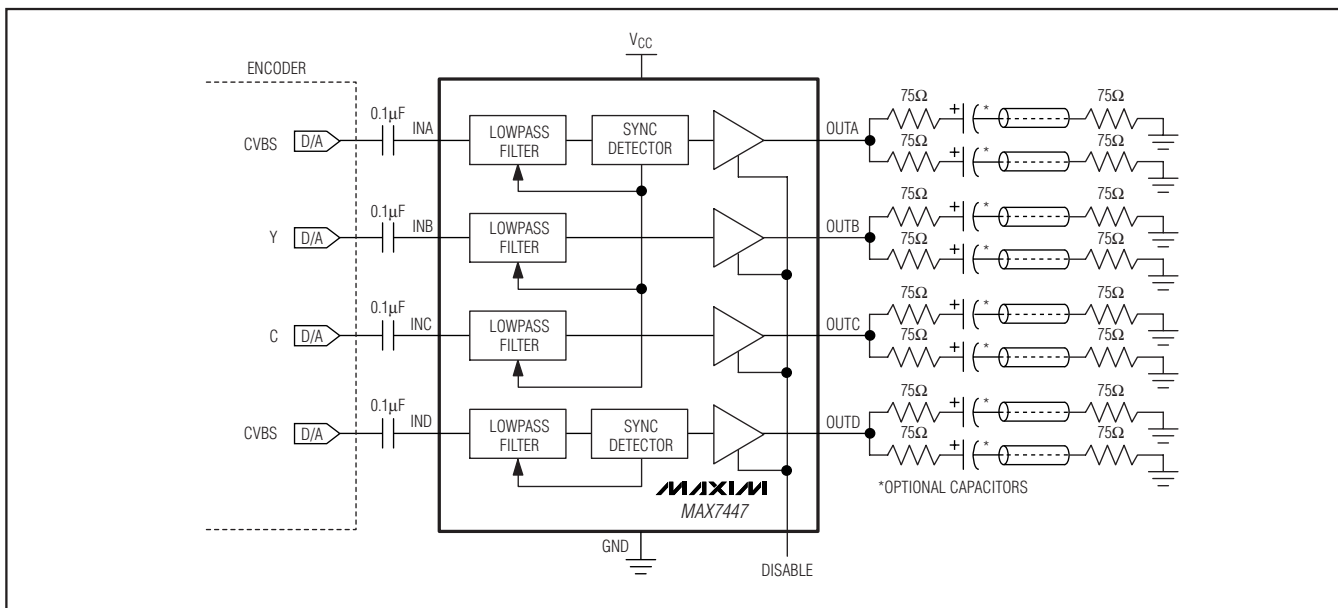 VCC
ENCODER
CVBS
D/A
0.1µF
INA
LOWPASS
FILTER
SYNC
DETECTOR
OUTA
75Ω
+
*
75Ω
75Ω
+
*
75Ω
Y
D/A
0.1µF
INB
LOWPASS
FILTER
OUTB
75Ω
+
*
75Ω
75Ω
+
*
75Ω
C
D/A
0.1µF
INC
LOWPASS
FILTER
OUTC
75Ω
+
*
75Ω
75Ω
+
*
75Ω
CVBS
D/A
0.1µF
IND
LOWPASS
FILTER
SYNC
DETECTOR
OUTD
75Ω
+
*
75Ω
75Ω
+
*
75Ω
MAXIM
MAX7447
*OPTIONAL CAPACITORS
GND
DISABLE